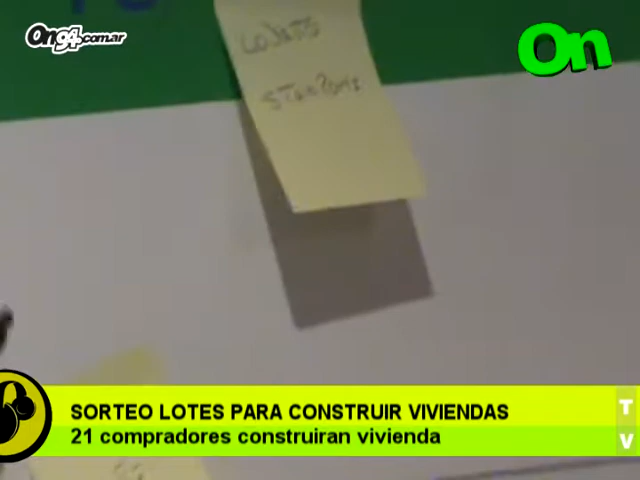 On94.com.ar
On
SORTEO LOTES PARA CONSTRUIR VIVIENDAS
21 compradores construiran vivienda
TV